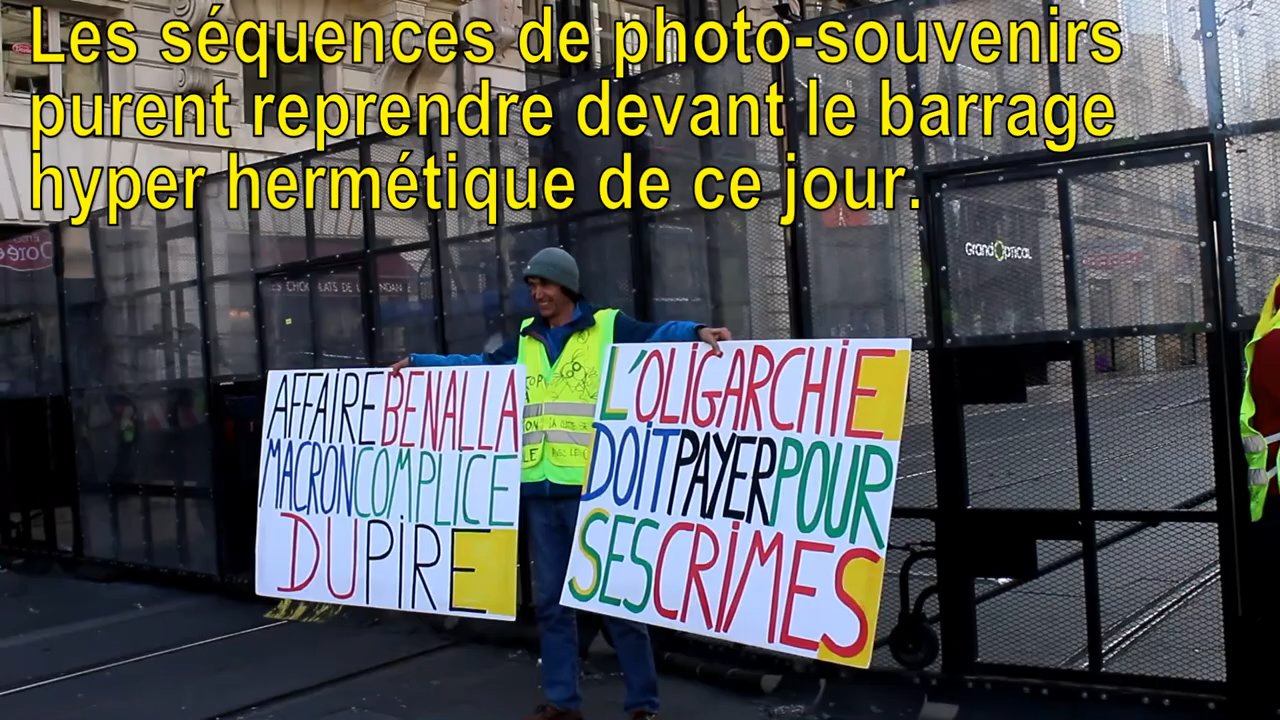 Les séquences de photo-souvenirs
purent reprendre devant le barrage
hyper hermétique de ce jour.
GrandOptical
AFFAIRE BENALLA
MACRON COMPLICE
DU PIRE
L'OLIGARCHIE
DOIT PAYER POUR
SES CRIMES